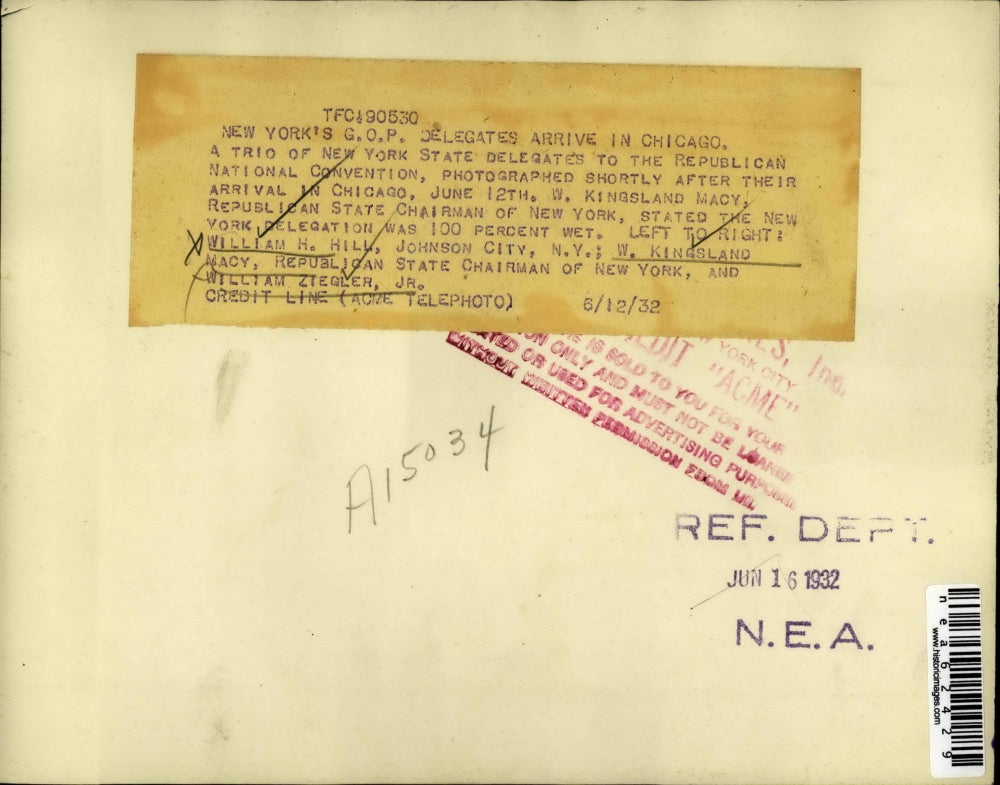 TFC190530
NEW YORK'S G.O.P. DELEGATES ARRIVE IN CHICAGO.
A TRIO OF NEW YORK STATE DELEGATES TO THE REPUBLICAN
NATIONAL CONVENTION, PHOTOGRAPHED SHORTLY AFTER THEIR
ARRIVAL IN CHICAGO, JUNE 12TH. W. KINGSLAND MACY,
REPUBLICAN STATE CHAIRMAN OF NEW YORK, STATED THE NEW
YORK DELEGATION WAS 100 PERCENT WET. LEFT TO RIGHT:
WILLIAM H. HILL, JOHNSON CITY, N.Y.; W. KINGSLAND
MACY, REPUBLICAN STATE CHAIRMAN OF NEW YORK, AND
WILLIAM ZIEGLER, JR.
CREDIT LINE (ACME TELEPHOTO) 6/12/32
Inc.
YORK CITY
"ACME"
IS SOLD TO YOU FOR YOUR
ONLY AND MUST NOT BE LOANED
OR USED FOR ADVERTISING PURPOSES
WITHOUT WRITTEN PERMISSION FROM US.
A15034
REF. DEPT.
JUN 16 1932
N.E.A.
nea62429
www.historicimages.com